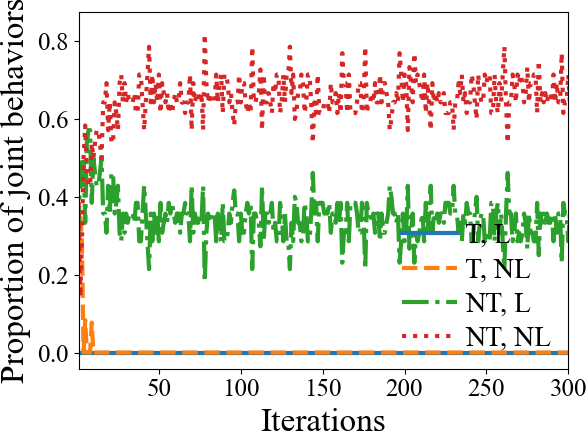 Proportion of joint behaviors
0.8
0.6
0.4
0.2
0.0
T, L
T, NL
NT, L
NT, NL
50 100 150 200 250 300
Iterations